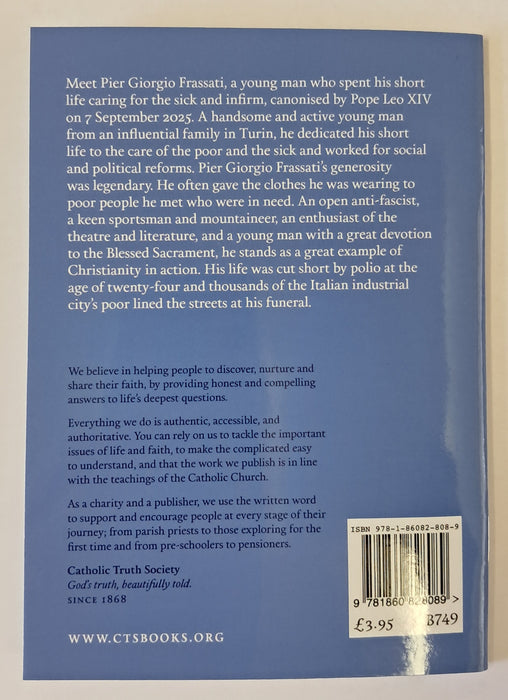 Meet Pier Giorgio Frassati, a young man who spent his short
life caring for the sick and infirm, canonised by Pope Leo XIV
on 7 September 2025. A handsome and active young man
from an influential family in Turin, he dedicated his short
life to the care of the poor and the sick and worked for social
and political reforms. Pier Giorgio Frassati's generosity
was legendary. He often gave the clothes he was wearing to
poor people he met who were in need. An open anti-fascist,
a keen sportsman and mountaineer, an enthusiast of the
theatre and literature, and a young man with a great devotion
to the Blessed Sacrament, he stands as a great example of
Christianity in action. His life was cut short by polio at the
age of twenty-four and thousands of the Italian industrial
city's poor lined the streets at his funeral.
We believe in helping people to discover, nurture and
share their faith, by providing honest and compelling
answers to life's deepest questions.
Everything we do is authentic, accessible, and
authoritative. You can rely on us to tackle the important
issues of life and faith, to make the complicated easy
to understand, and that the work we publish is in line
with the teachings of the Catholic Church.
As a charity and a publisher, we use the written word
to support and encourage people at every stage of their
journey; from parish priests to those exploring for the
first time and from pre-schoolers to pensioners.
Catholic Truth Society
God's truth, beautifully told.
SINCE 1868
WWW.CTSBOOKS.ORG
ISBN 978-1-86082-808-9
9 781860 828089 >
£3.95 B749